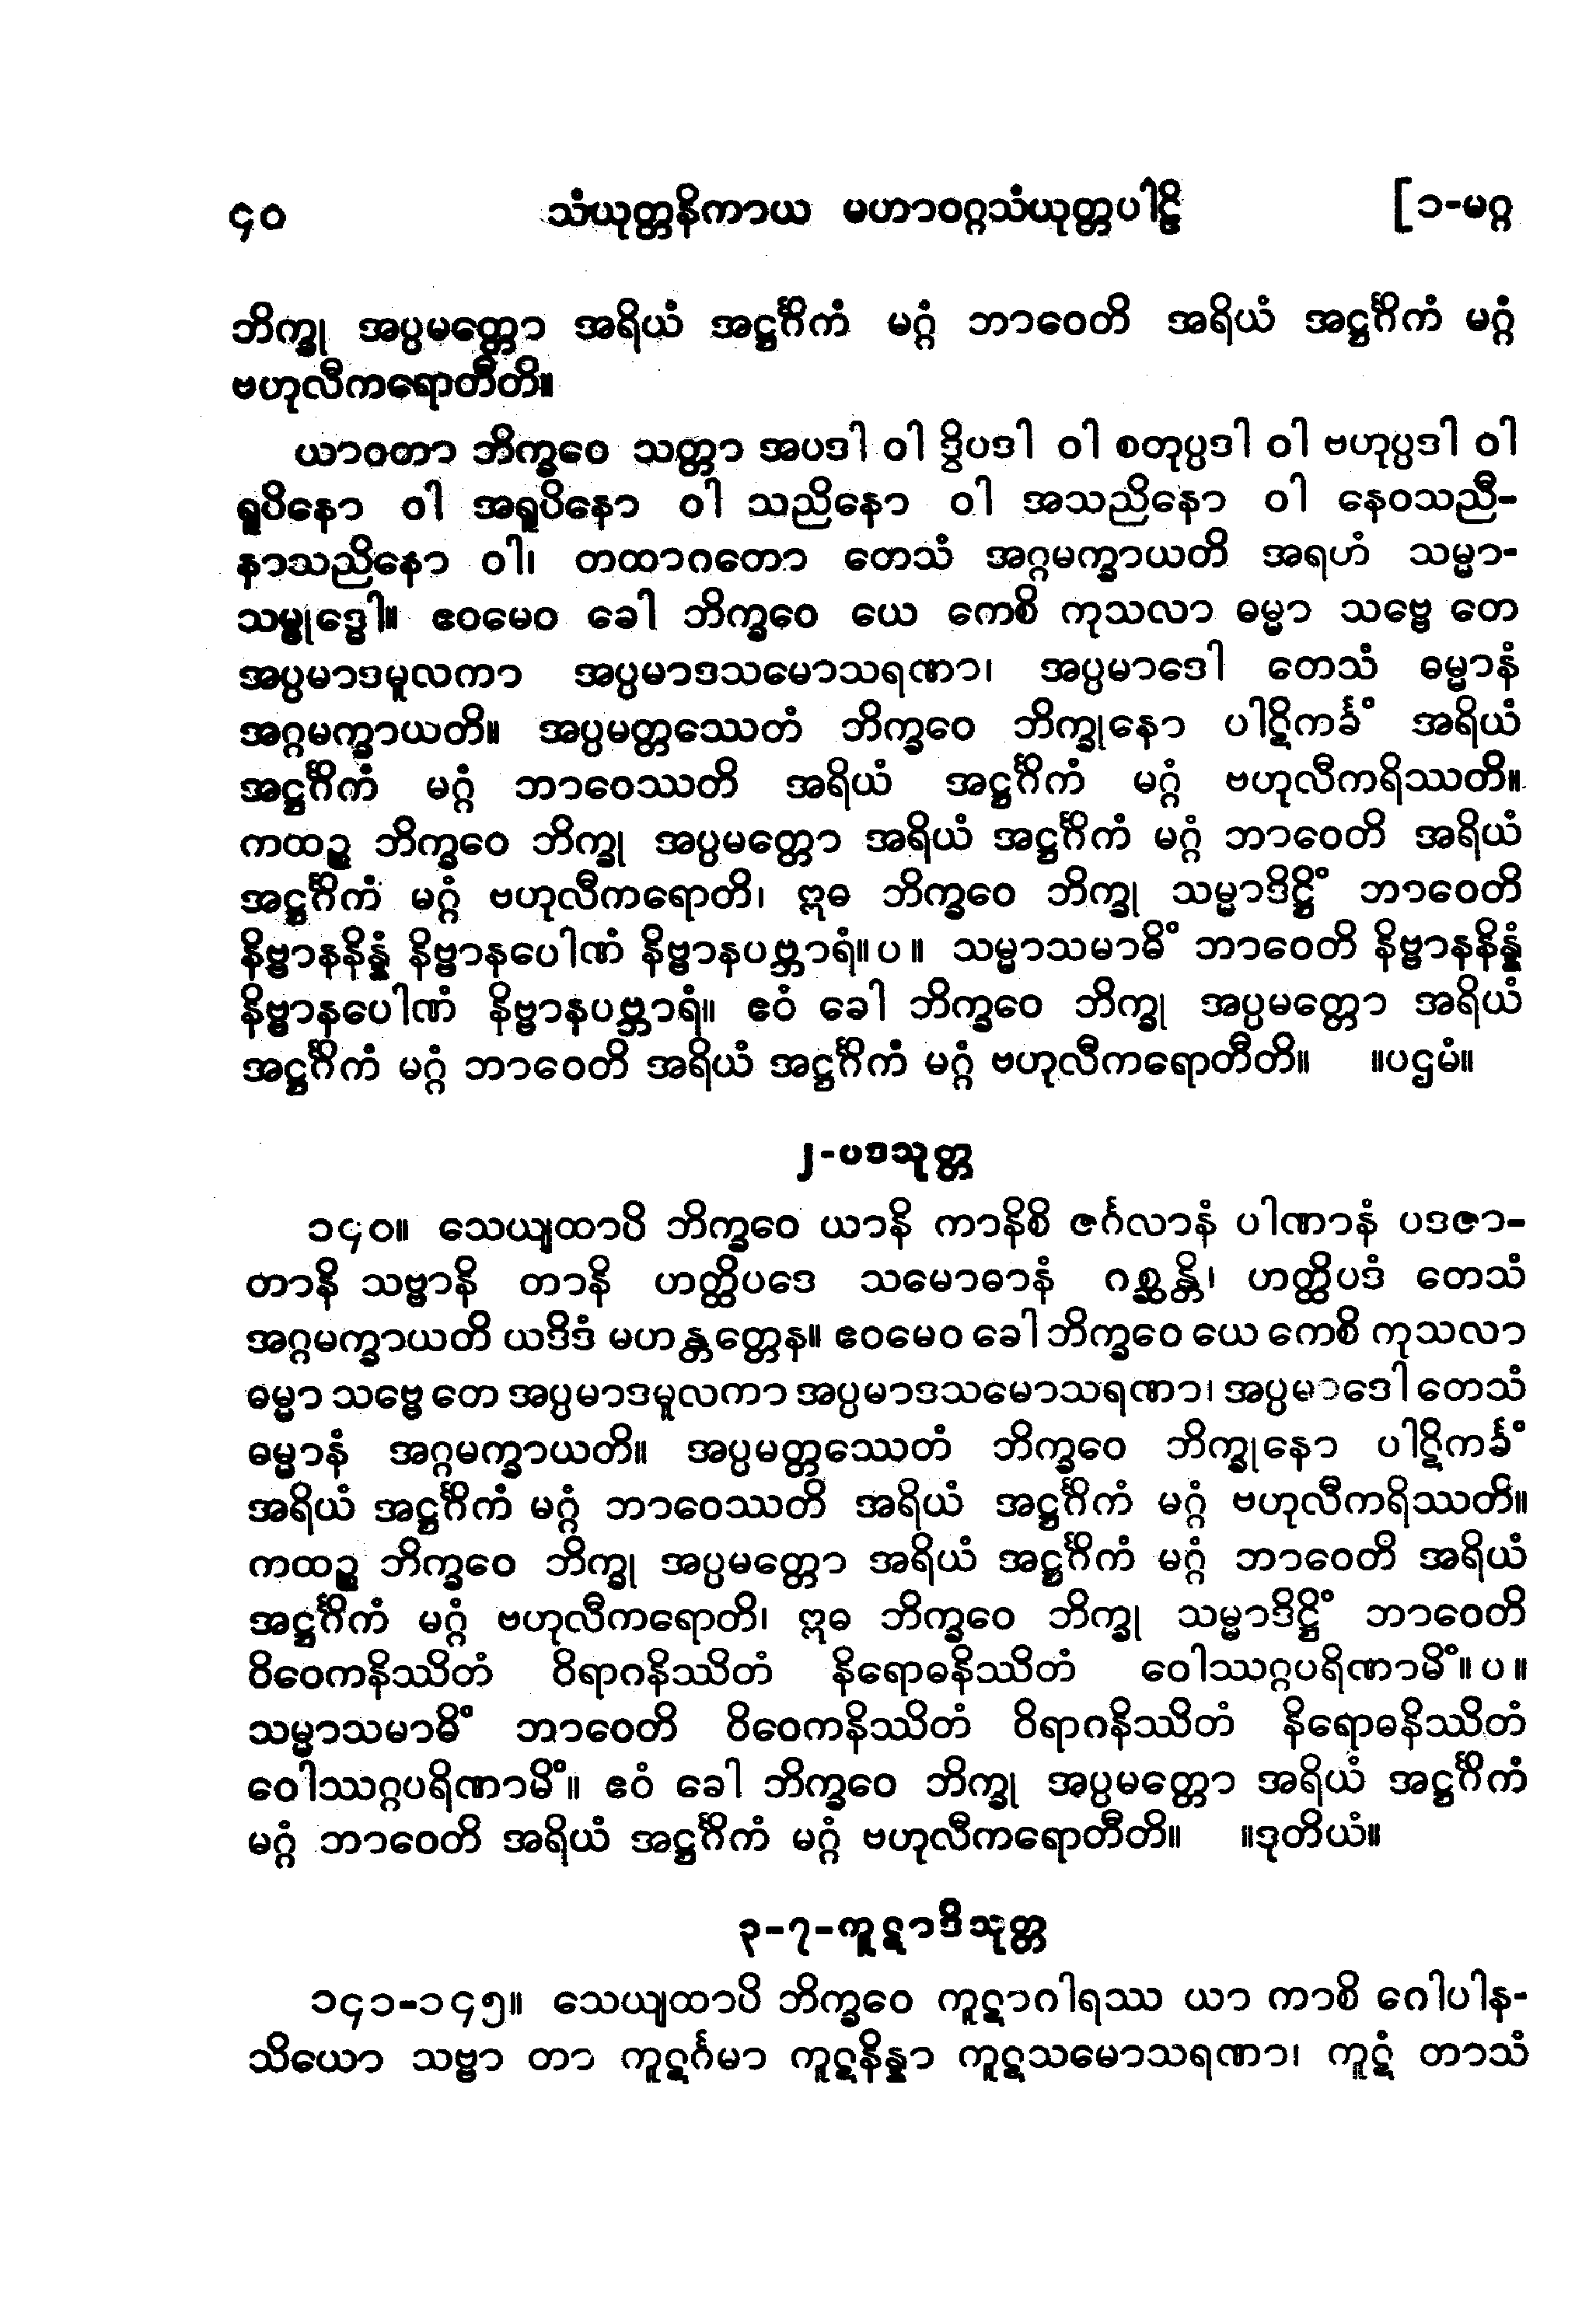 ၄၀ သံယုတ္တနိကာယ မဟာဝဂ္ဂသံယုတ္တပါဠိ [၁-မဂ္ဂ
ဘိက္ခု အပ္ပမတ္တော အရိယံ အဋ္ဌင်္ဂိကံ မဂ္ဂံ ဘာဝေတိ အရိယံ အဋ္ဌင်္ဂိကံ မဂ္ဂံ
ဗဟုလီကရောတီတိ။
ယာဝတာ ဘိက္ခဝေ သတ္တာ အပဒါ ဝါ ဒွိပဒါ ဝါ စတုပ္ပဒါ ဝါ ဗဟုပ္ပဒါ ဝါ
ရူပိနော ဝါ အရူပိနော ဝါ သညိနော ဝါ အသညိနော ဝါ နေဝသညီ-
နာသညိနော ဝါ၊ တထာဂတော တေသံ အဂ္ဂမက္ခာယတိ အရဟံ သမ္မာ-
သမ္ဗုဒ္ဓေါ။ ဧဝမေဝ ခေါ ဘိက္ခဝေ ယေ ကေစိ ကုသလာ ဓမ္မာ သဗ္ဗေ တေ
အပ္ပမာဒမူလကာ အပ္ပမာဒသမောသရဏာ၊ အပ္ပမာဒေါ တေသံ ဓမ္မာနံ
အဂ္ဂမက္ခာယတိ။ အပ္ပမတ္တဿေတံ ဘိက္ခဝေ ဘိက္ခုနော ပါဋိကင်္ခံ အရိယံ
အဋ္ဌင်္ဂိကံ မဂ္ဂံ ဘာဝေဿတိ အရိယံ အဋ္ဌင်္ဂိကံ မဂ္ဂံ ဗဟုလီကရိဿတိ။
ကထဉ္စ ဘိက္ခဝေ ဘိက္ခု အပ္ပမတ္တော အရိယံ အဋ္ဌင်္ဂိကံ မဂ္ဂံ ဘာဝေတိ အရိယံ
အဋ္ဌင်္ဂိကံ မဂ္ဂံ ဗဟုလီကရောတိ၊ ဣဓ ဘိက္ခဝေ ဘိက္ခု သမ္မာဒိဋ္ဌိံ ဘာဝေတိ
နိဗ္ဗာနနိန္နံ နိဗ္ဗာနပေါဏံ နိဗ္ဗာနပဗ္ဘာရံ။ပ။ သမ္မာသမာဓိံ ဘာဝေတိ နိဗ္ဗာနနိန္နံ
နိဗ္ဗာနပေါဏံ နိဗ္ဗာနပဗ္ဘာရံ။ ဧဝံ ခေါ ဘိက္ခဝေ ဘိက္ခု အပ္ပမတ္တော အရိယံ
အဋ္ဌင်္ဂိကံ မဂ္ဂံ ဘာဝေတိ အရိယံ အဋ္ဌင်္ဂိကံ မဂ္ဂံ ဗဟုလီကရောတီတိ။ ။ပဌမံ။
၂-ပဒသုတ္တ
၁၄၀။ သေယျထာပိ ဘိက္ခဝေ ယာနိ ကာနိစိ ဇင်္ဂလာနံ ပါဏာနံ ပဒဇာ-
တာနိ သဗ္ဗာနိ တာနိ ဟတ္ထိပဒေ သမောဓာနံ ဂစ္ဆန္တိ၊ ဟတ္ထိပဒံ တေသံ
အဂ္ဂမက္ခာယတိ ယဒိဒံ မဟန္တတ္တေန။ ဧဝမေဝ ခေါ ဘိက္ခဝေ ယေ ကေစိ ကုသလာ
ဓမ္မာ သဗ္ဗေ တေ အပ္ပမာဒမူလကာ အပ္ပမာဒသမောသရဏာ၊ အပ္ပမာဒေါ တေသံ
ဓမ္မာနံ အဂ္ဂမက္ခာယတိ။ အပ္ပမတ္တဿေတံ ဘိက္ခဝေ ဘိက္ခုနော ပါဋိကင်္ခံ
အရိယံ အဋ္ဌင်္ဂိကံ မဂ္ဂံ ဘာဝေဿတိ အရိယံ အဋ္ဌင်္ဂိကံ မဂ္ဂံ ဗဟုလီကရိဿတိ။
ကထဉ္စ ဘိက္ခဝေ ဘိက္ခု အပ္ပမတ္တော အရိယံ အဋ္ဌင်္ဂိကံ မဂ္ဂံ ဘာဝေတိ အရိယံ
အဋ္ဌင်္ဂိကံ မဂ္ဂံ ဗဟုလီကရောတိ၊ ဣဓ ဘိက္ခဝေ ဘိက္ခု သမ္မာဒိဋ္ဌိံ ဘာဝေတိ
ဝိဝေကနိဿိတံ ဝိရာဂနိဿိတံ နိရောဓနိဿိတံ ဝေါဿဂ္ဂပရိဏာမိံ။ပ။
သမ္မာသမာဓိံ ဘာဝေတိ ဝိဝေကနိဿိတံ ဝိရာဂနိဿိတံ နိရောဓနိဿိတံ
ဝေါဿဂ္ဂပရိဏာမိံ။ ဧဝံ ခေါ ဘိက္ခဝေ ဘိက္ခု အပ္ပမတ္တော အရိယံ အဋ္ဌင်္ဂိကံ
မဂ္ဂံ ဘာဝေတိ အရိယံ အဋ္ဌင်္ဂိကံ မဂ္ဂံ ဗဟုလီကရောတီတိ။ ။ဒုတိယံ။
၃-၇-ကူဋာဒိသုတ္တ
၁၄၁-၁၄၅။ သေယျထာပိ ဘိက္ခဝေ ကူဋာဂါရဿ ယာ ကာစိ ဂေါပါန-
သိယော သဗ္ဗာ တာ ကူဋင်္ဂမာ ကူဋနိန္နာ ကူဋသမောသရဏာ၊ ကူဋံ တာသံ